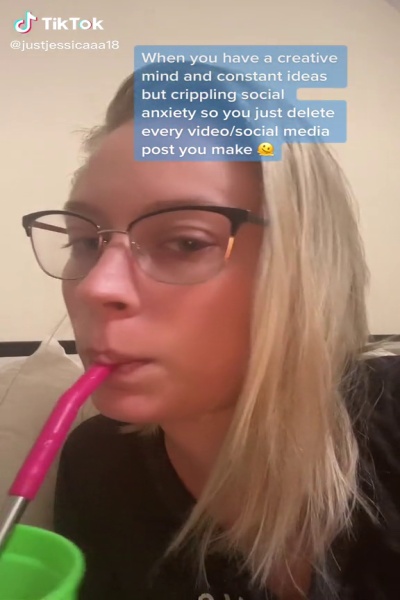 TikTok
@justjessicaaa18
When you have a creative
mind and constant ideas
but crippling social
anxiety so you just delete
every video/social media
post you make 🫠